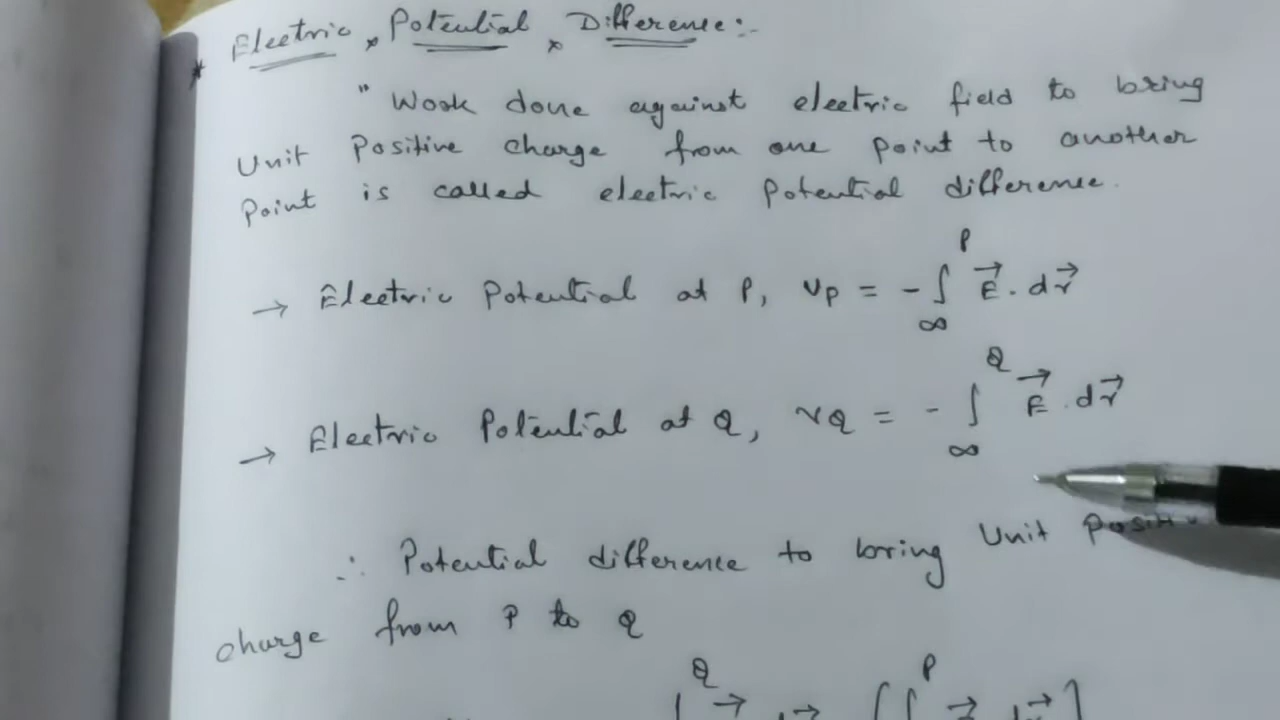 * Electric Potential Difference:-
" Work done against electric field to bring
Unit Positive charge from one point to another
point is called electric potential difference.
→ Electric Potential at P, VP = - ∫_∞^P E⃗ . dr⃗
→ Electric Potential at Q, VQ = - ∫_∞^Q E⃗ . dr⃗
∴ Potential difference to bring Unit Positi
charge from P to Q
Q P